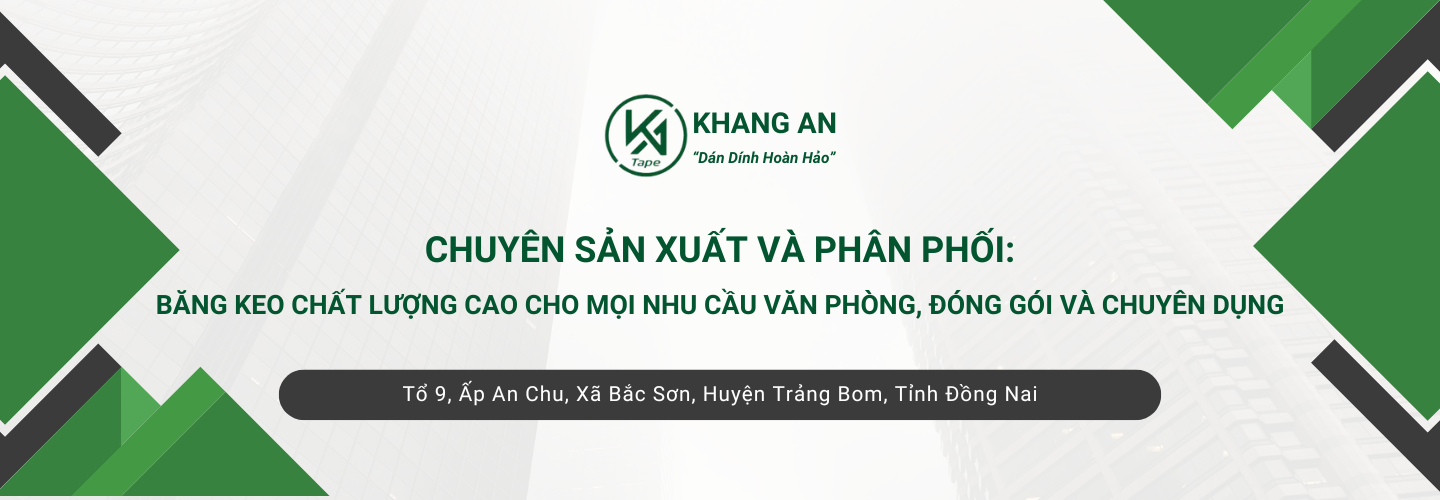 KHANG AN
Tape
“Dán Dính Hoàn Hảo”
CHUYÊN SẢN XUẤT VÀ PHÂN PHỐI:
BĂNG KEO CHẤT LƯỢNG CAO CHO MỌI NHU CẦU VĂN PHÒNG, ĐÓNG GÓI VÀ CHUYÊN DỤNG
Tổ 9, Ấp An Chu, Xã Bắc Sơn, Huyện Trảng Bom, Tỉnh Đồng Nai